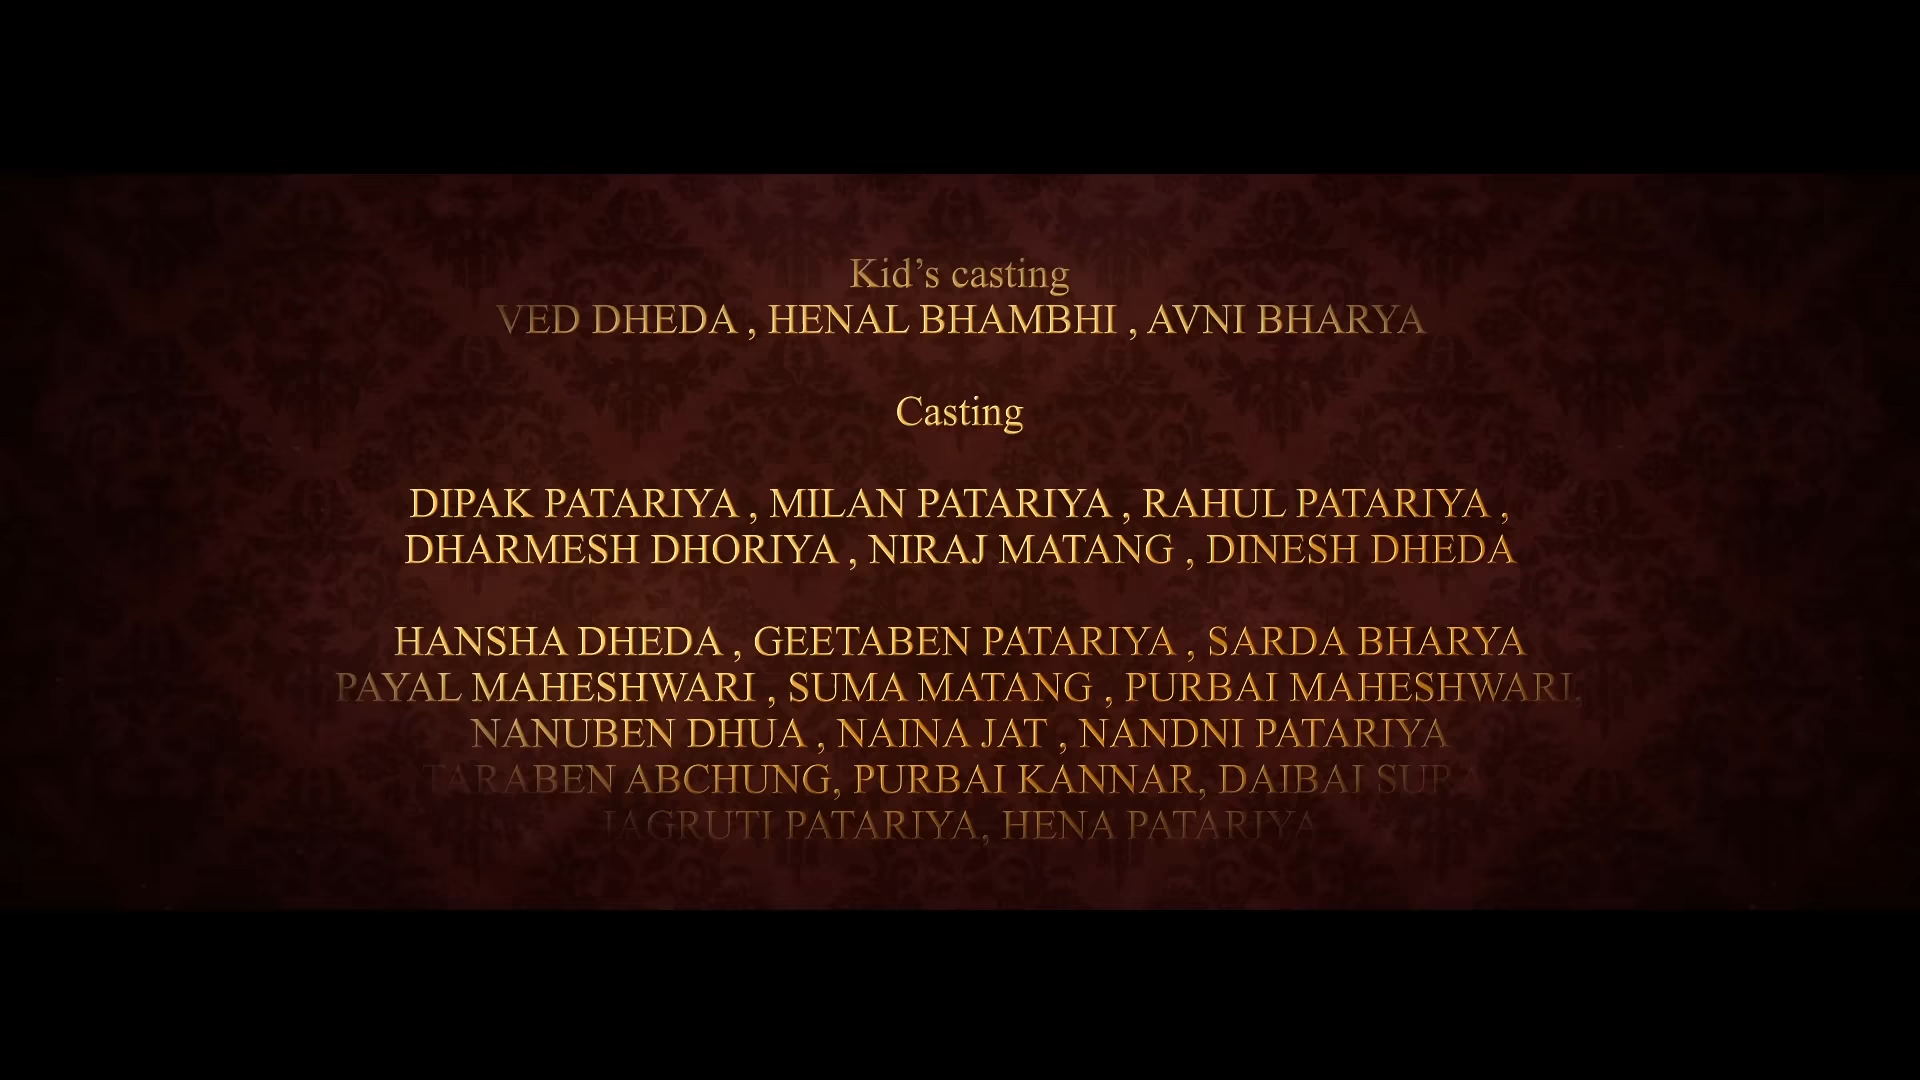 Kid’s casting
VED DHEDA , HENAL BHAMBHI , AVNI BHARYA
Casting
DIPAK PATARIYA , MILAN PATARIYA , RAHUL PATARIYA ,
DHARMESH DHORIYA , NIRAJ MATANG , DINESH DHEDA
HANSHA DHEDA , GEETABEN PATARIYA , SARDA BHARYA
PAYAL MAHESHWARI , SUMA MATANG , PURBAI MAHESHWARI,
NANUBEN DHUA , NAINA JAT , NANDNI PATARIYA
TARABEN ABCHUNG, PURBAI KANNAR, DAIBAI
JAGRUTI PATARIYA, HENA PATARIYA